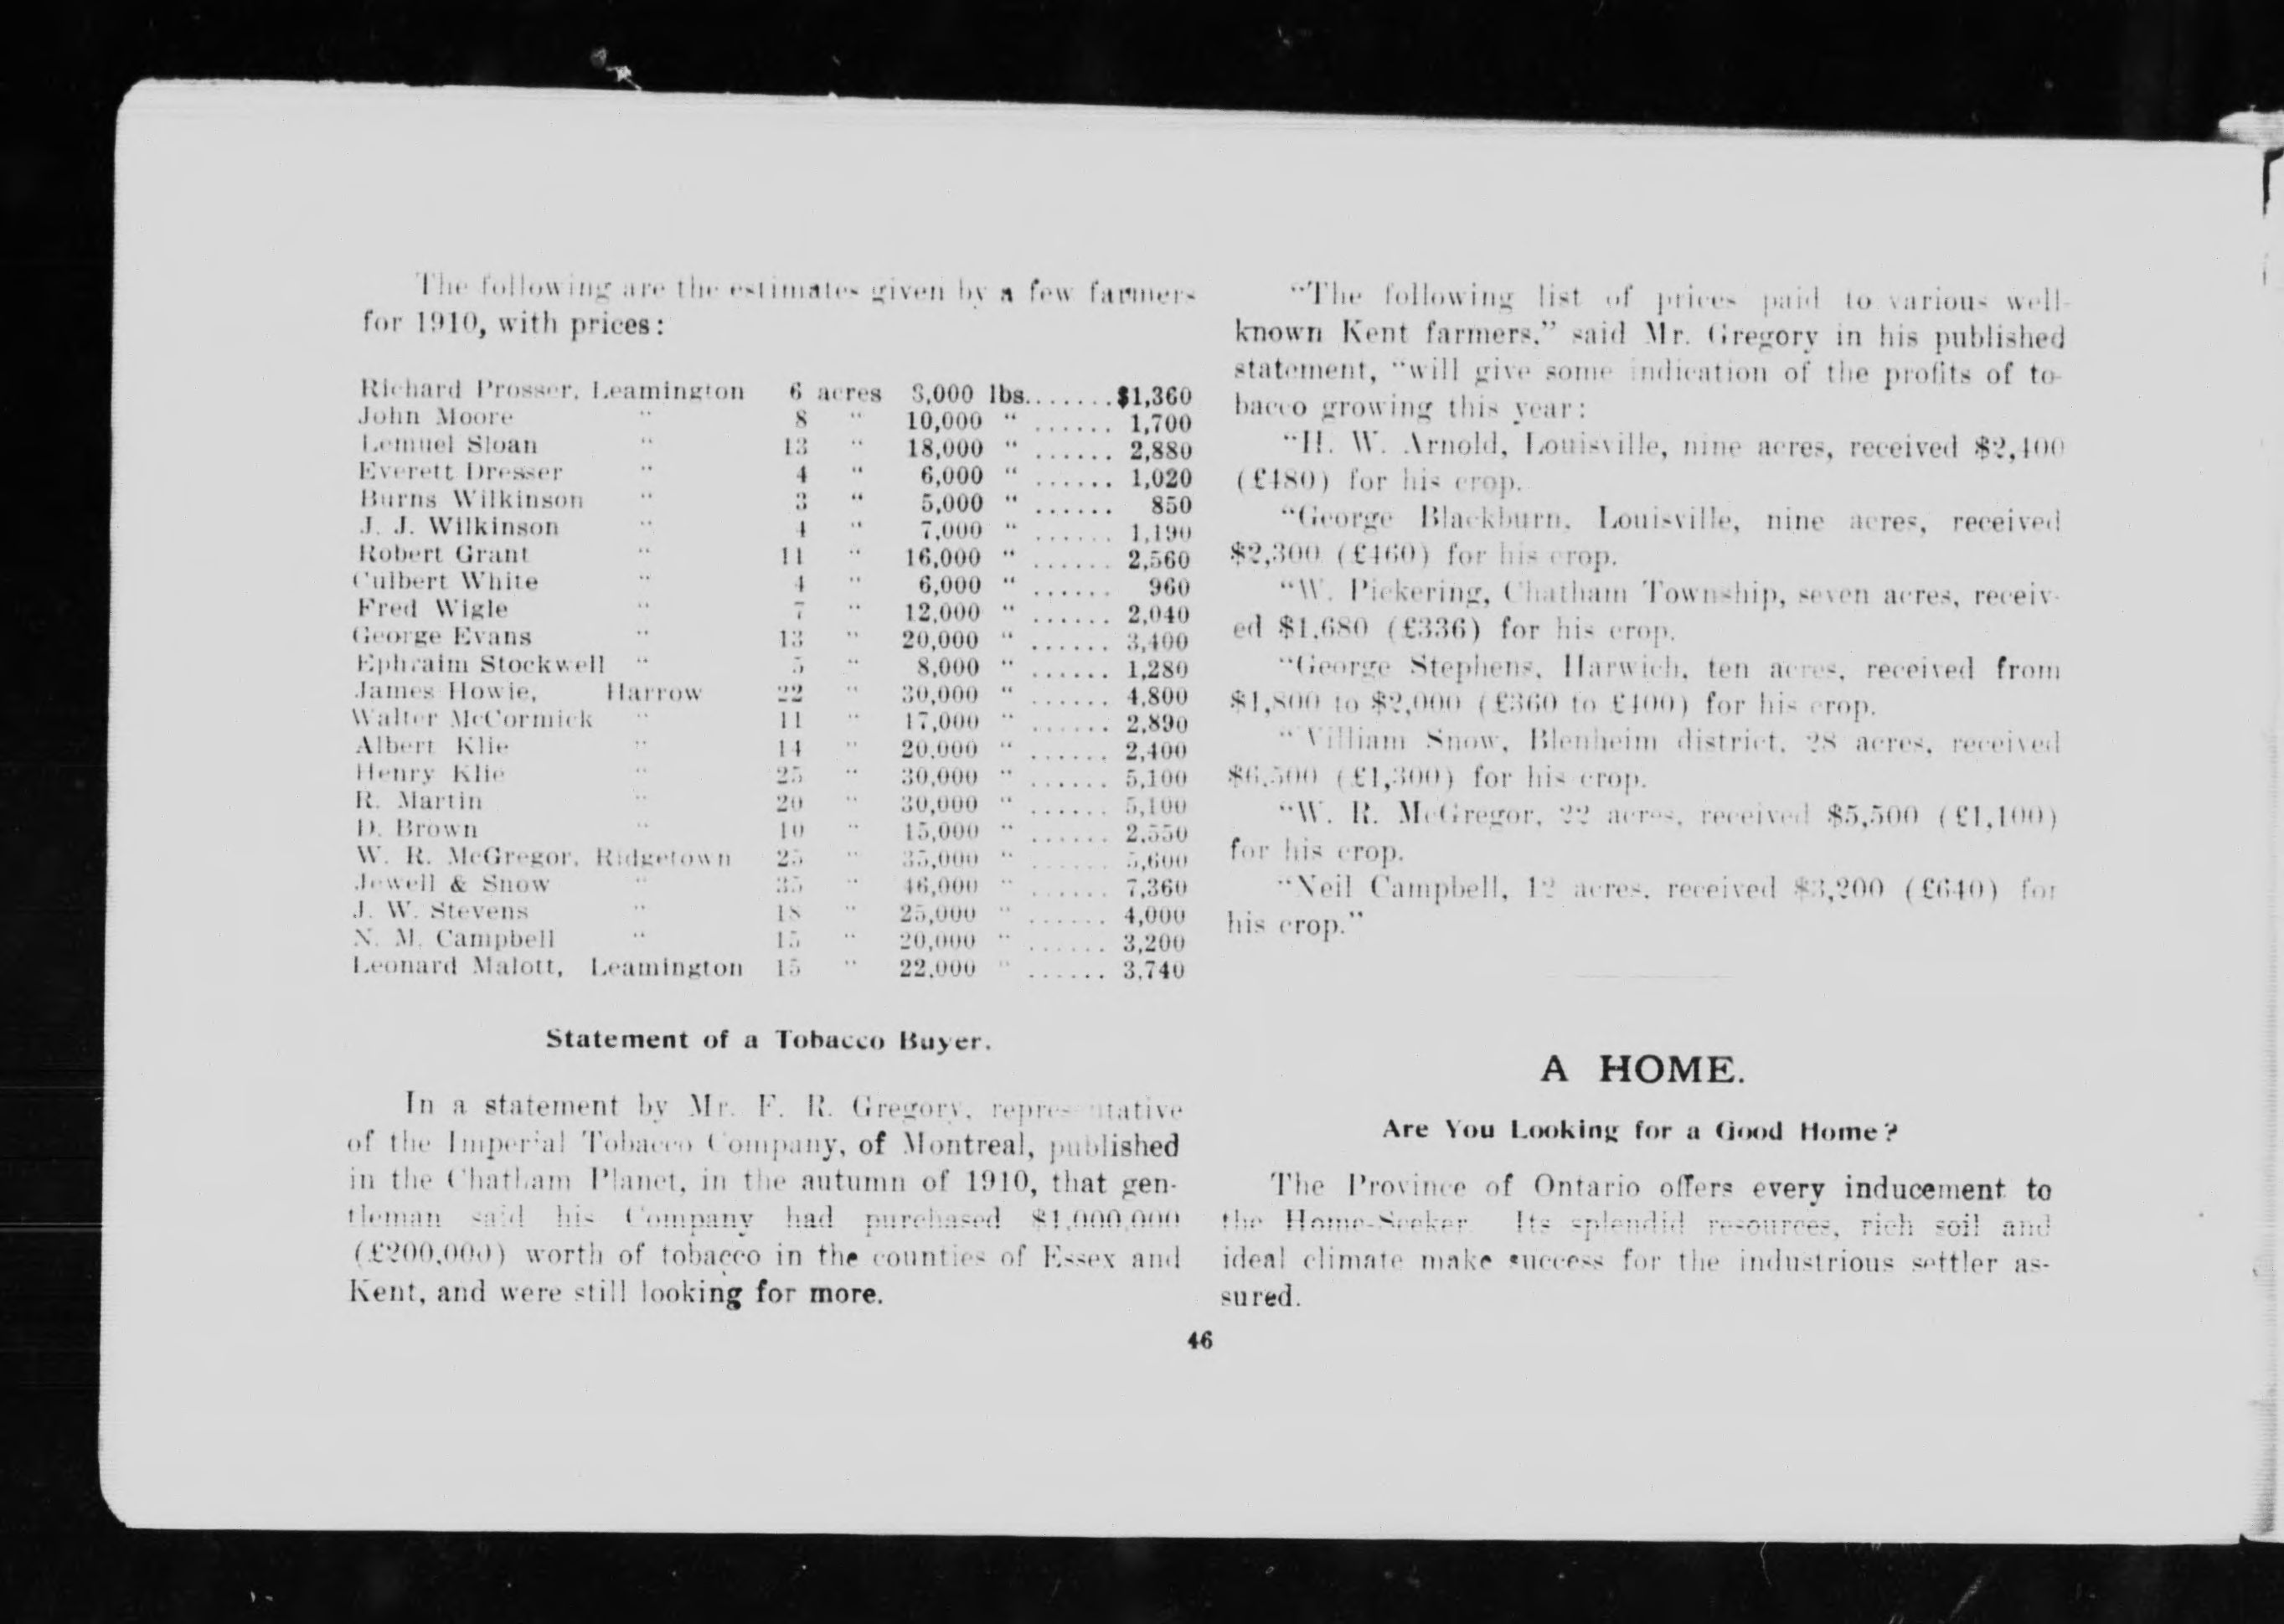 The following are the estimates given by a few farmers
for 1910, with prices:
Richard Prosser, Leamington 6 acres 8,000 lbs.......$1,360
John Moore " 8 " 10,000 " ...... 1,700
Lemuel Sloan " 13 " 18,000 " ...... 2,880
Everett Dresser " 4 " 6,000 " ...... 1,020
Burns Wilkinson " 3 " 5,000 " ...... 850
J. J. Wilkinson " 4 " 7,000 " ...... 1,190
Robert Grant " 11 " 16,000 " ...... 2,560
Culbert White " 4 " 6,000 " ...... 960
Fred Wigle " 7 " 12,000 " ...... 2,040
George Evans " 13 " 20,000 " ...... 3,400
Ephraim Stockwell " 5 " 8,000 " ...... 1,280
James Howie, Harrow 22 " 30,000 " ...... 4,800
Walter McCormick " 11 " 17,000 " ...... 2,890
Albert Klie " 14 " 20,000 " ...... 2,400
Henry Klie " 25 " 30,000 " ...... 5,100
R. Martin " 20 " 30,000 " ...... 5,100
D. Brown " 10 " 15,000 " ...... 2,550
W. R. McGregor, Ridgetown 25 " 35,000 " ...... 5,600
Jewell & Snow " 35 " 46,000 " ...... 7,360
J. W. Stevens " 18 " 25,000 " ...... 4,000
N. M. Campbell " 15 " 20,000 " ...... 3,200
Leonard Malott, Leamington 15 " 22,000 " ...... 3,740
Statement of a Tobacco Buyer.
In a statement by Mr. F. R. Gregory, representative
of the Imperial Tobacco Company, of Montreal, published
in the Chatham Planet, in the autumn of 1910, that gen-
tleman said his Company had purchased $1,000,000
(£200,000) worth of tobacco in the counties of Essex and
Kent, and were still looking for more.
"The following list of prices paid to various well-
known Kent farmers," said Mr. Gregory in his published
statement, "will give some indication of the profits of to-
bacco growing this year:
"H. W. Arnold, Louisville, nine acres, received $2,400
(£480) for his crop.
"George Blackburn, Louisville, nine acres, received
$2,300 (£460) for his crop.
"W. Pickering, Chatham Township, seven acres, receiv-
ed $1,680 (£336) for his crop.
"George Stephens, Harwich, ten acres, received from
$1,800 to $2,000 (£360 to £400) for his crop.
"William Snow, Blenheim district, 28 acres, received
$6,500 (£1,300) for his crop.
"W. R. McGregor, 22 acres, received $5,500 (£1,100)
for his crop.
"Neil Campbell, 12 acres, received $3,200 (£640) for
his crop."
A HOME.
Are You Looking for a Good Home?
The Province of Ontario offers every inducement to
the Home-Seeker. Its splendid resources, rich soil and
ideal climate make success for the industrious settler as-
sured.
46